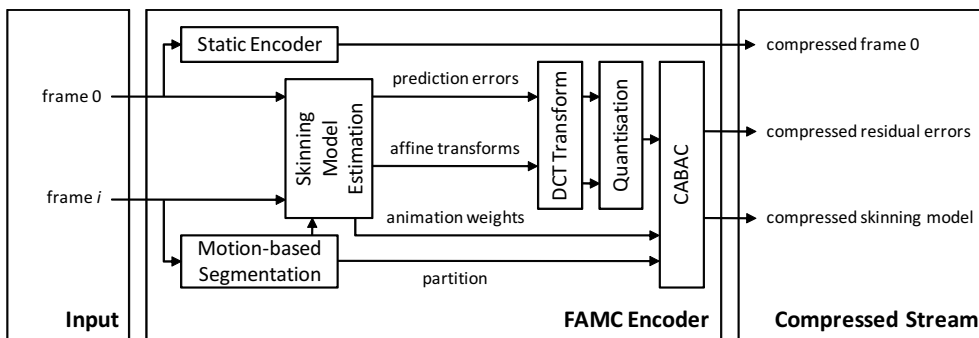 Static Encoder
compressed frame 0
frame 0
prediction errors
Skinning
Model
Estimation
DCT Transform
Quantisation
CABAC
compressed residual errors
affine transforms
frame i
animation weights
compressed skinning model
Motion-based
Segmentation
partition
Input
FAMC Encoder
Compressed Stream